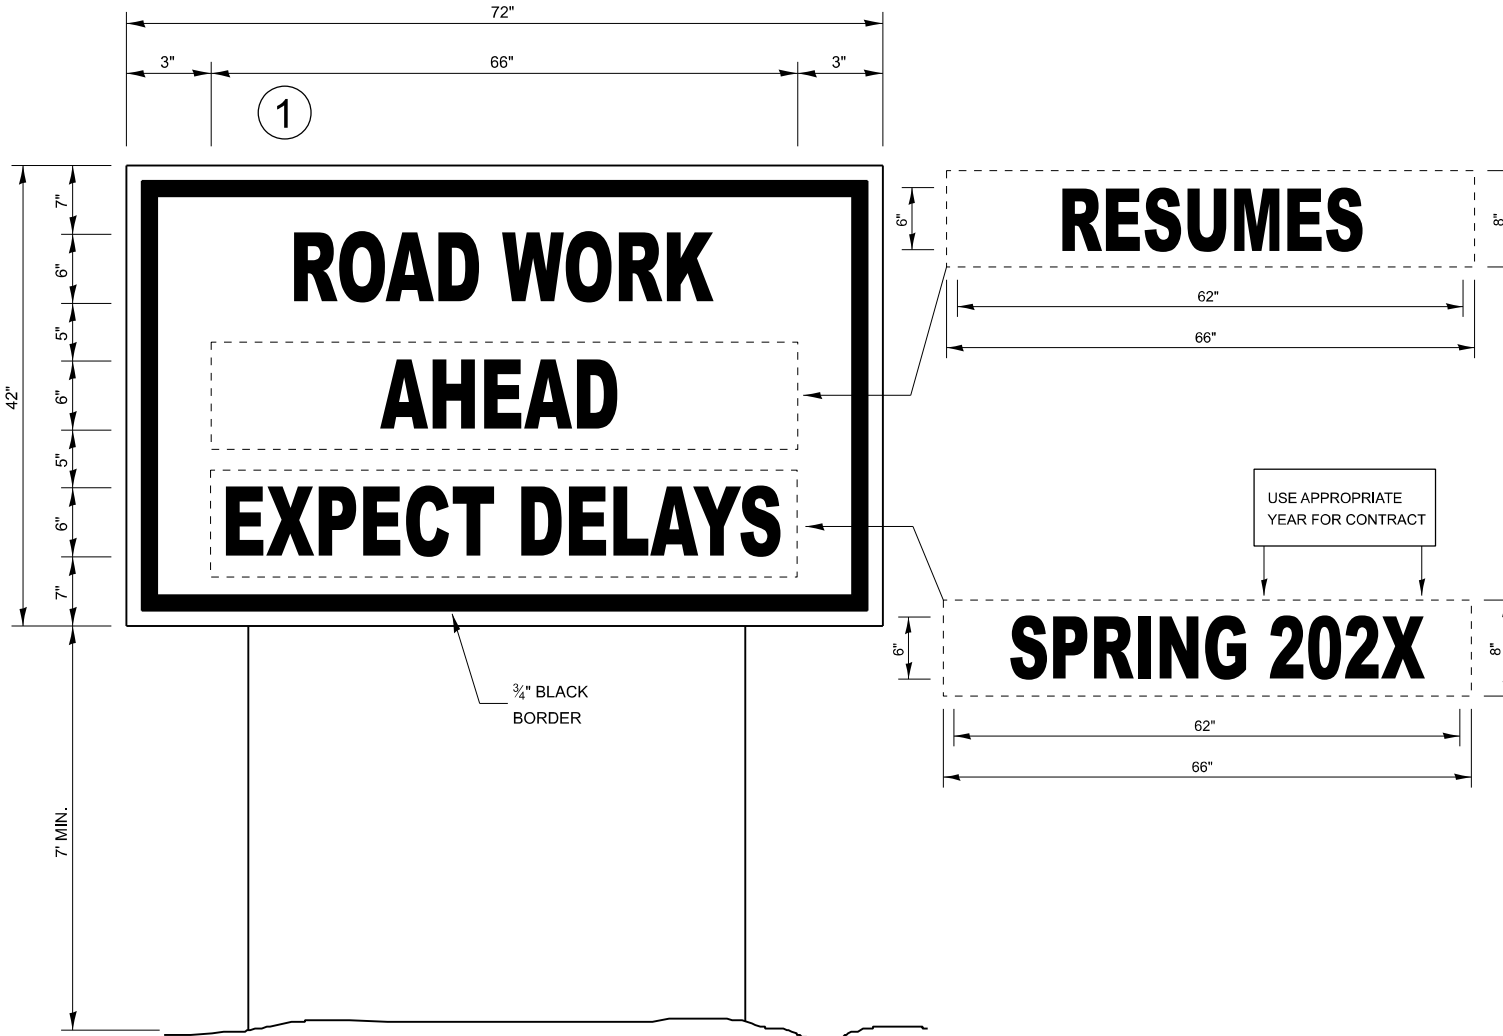 72"
3" 66" 3"
1
42"
7"
6"
5"
6"
5"
6"
7"
7' MIN.
ROAD WORK
AHEAD
EXPECT DELAYS
¾" BLACK
BORDER
6"
RESUMES
8"
62"
66"
USE APPROPRIATE
YEAR FOR CONTRACT
6"
SPRING 202X
8"
62"
66"